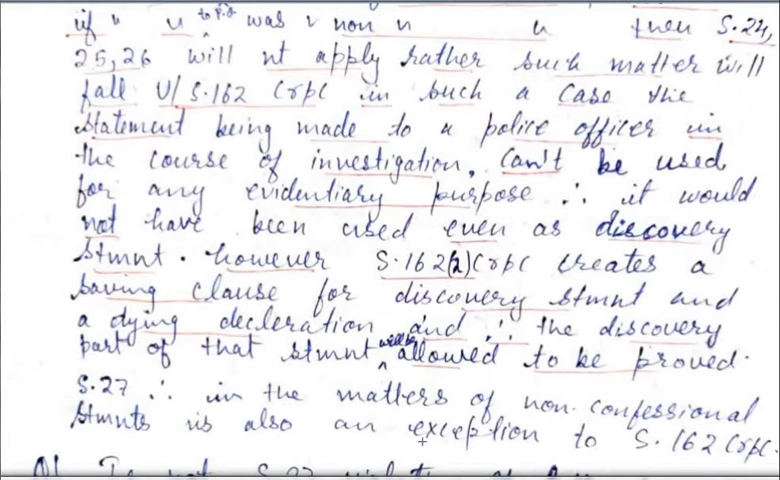 if " u to p.o was u non u u then S.24,
25, 26 will nt apply rather such matter will
fall U/S.162 Crpc in such a case the
statement being made to a police officer in
the course of investigation, can't be used
for any evidentiary purpose ∴ it would
not have been used even as discovery
stmnt. however S.162(2) Crpc creates a
saving clause for discovery stmnt and
a dying decleration and ∴ the discovery
part of that stmnt will be allowed to be proved.
S.27 ∴ in the matters of non-confessional
stmnts is also an exception to S.162 Crpc.